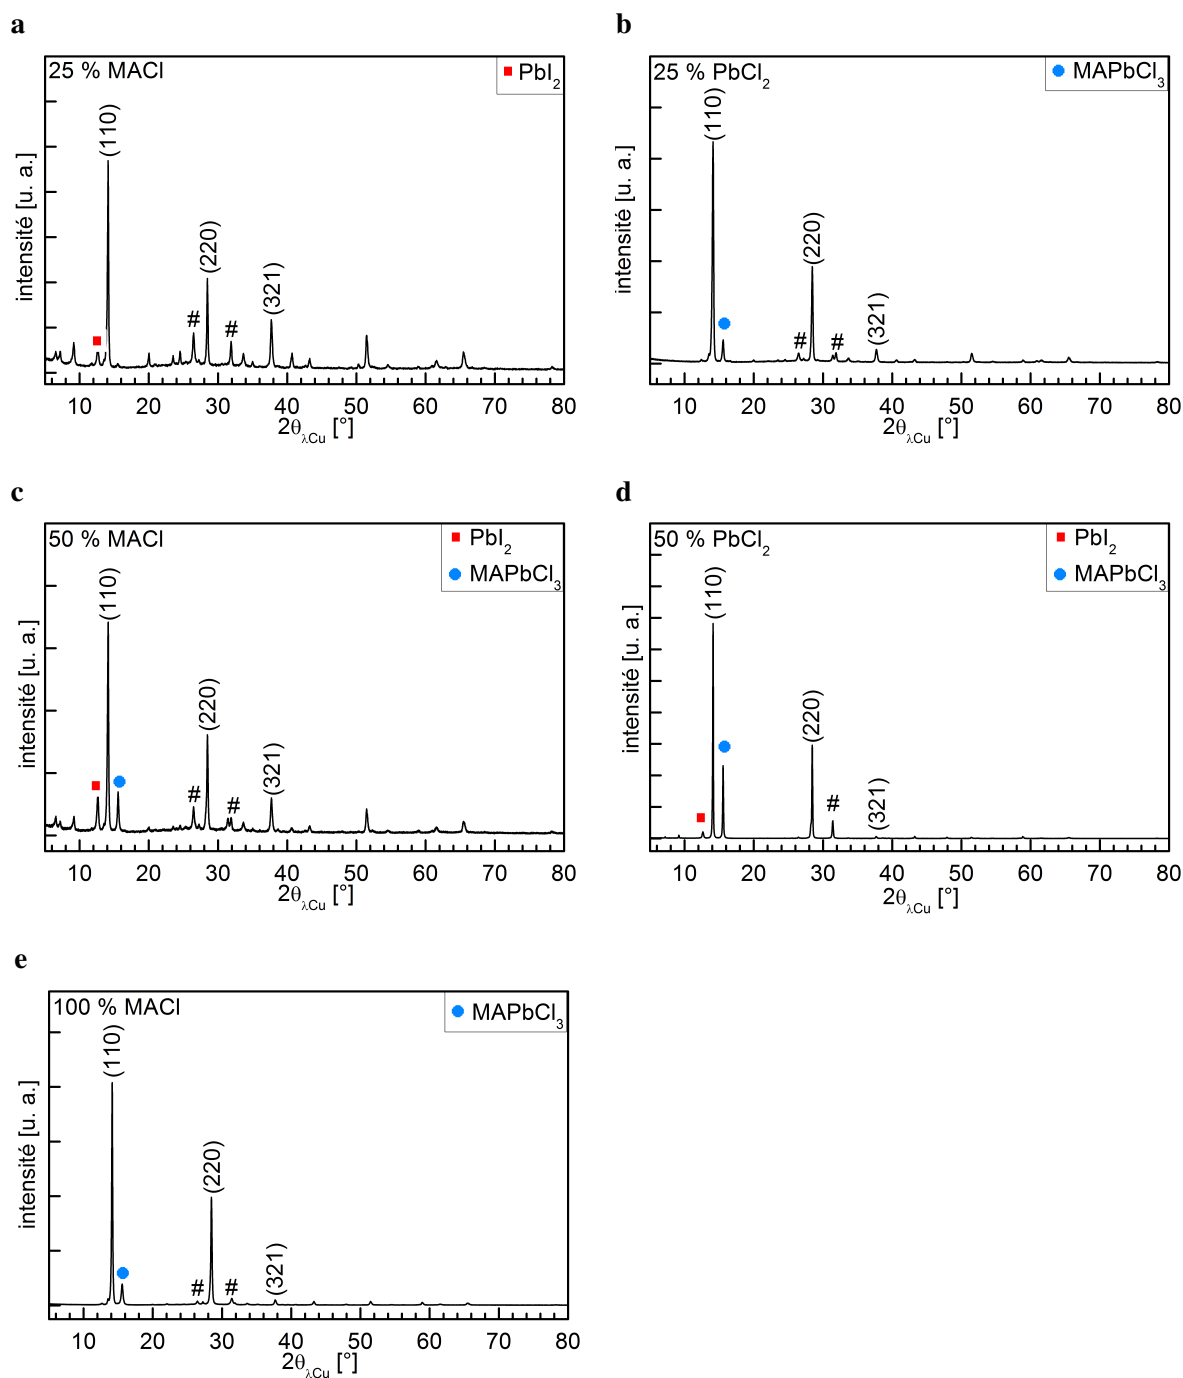 a
25 % MACl
PbI2
(110)
(220)
(321)
#
#
intensité [u. a.]
10 20 30 40 50 60 70 80
2θλCu [°]
b
25 % PbCl2
MAPbCl3
(110)
(220)
(321)
#
#
intensité [u. a.]
10 20 30 40 50 60 70 80
2θλCu [°]
c
50 % MACl
PbI2
MAPbCl3
(110)
(220)
(321)
#
#
intensité [u. a.]
10 20 30 40 50 60 70 80
2θλCu [°]
d
50 % PbCl2
PbI2
MAPbCl3
(110)
(220)
#
(321)
intensité [u. a.]
10 20 30 40 50 60 70 80
2θλCu [°]
e
100 % MACl
MAPbCl3
(110)
(220)
(321)
#
#
intensité [u. a.]
10 20 30 40 50 60 70 80
2θλCu [°]